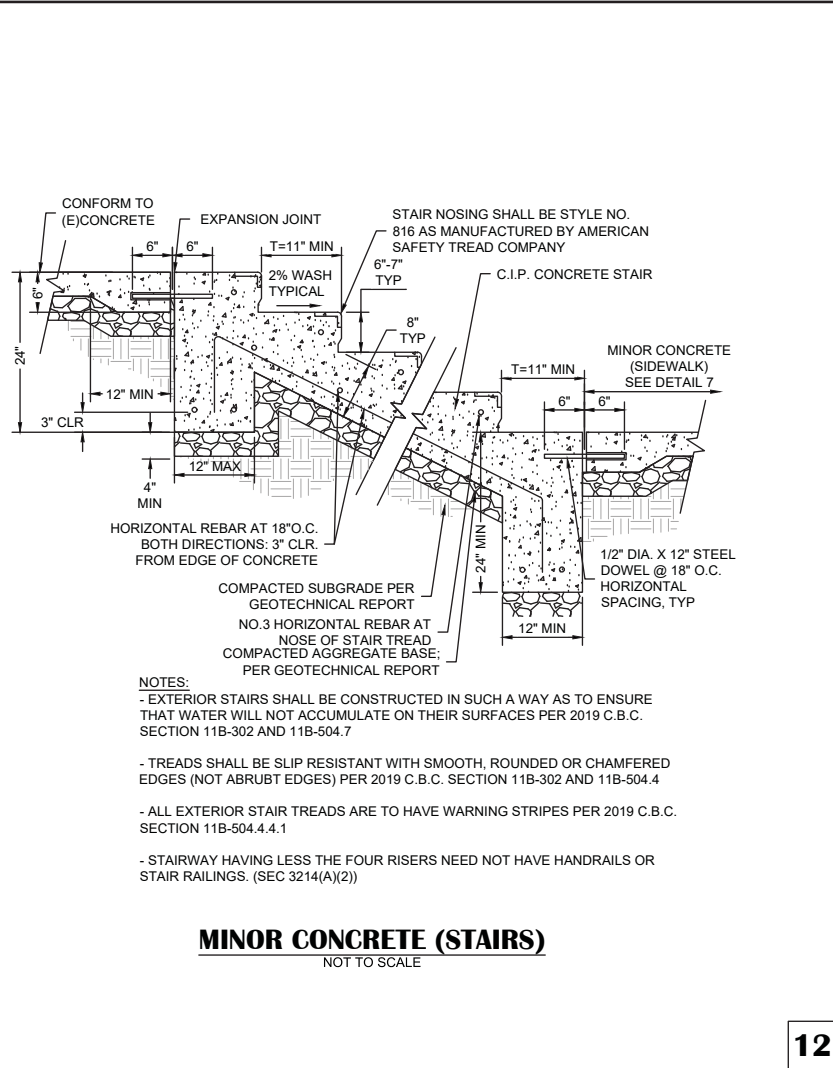 CONFORM TO
(E)CONCRETE
EXPANSION JOINT
STAIR NOSING SHALL BE STYLE NO.
816 AS MANUFACTURED BY AMERICAN
SAFETY TREAD COMPANY
6"
6"
T=11" MIN
6"-7"
TYP
C.I.P. CONCRETE STAIR
2% WASH
TYPICAL
6"
24"
8"
TYP
MINOR CONCRETE
(SIDEWALK)
SEE DETAIL 7
T=11" MIN
12" MIN
6"
6"
3" CLR
12" MAX
4"
MIN
HORIZONTAL REBAR AT 18"O.C.
BOTH DIRECTIONS: 3" CLR.
FROM EDGE OF CONCRETE
24" MIN
1/2" DIA. X 12" STEEL
DOWEL @ 18" O.C.
HORIZONTAL
SPACING, TYP
COMPACTED SUBGRADE PER
GEOTECHNICAL REPORT
NO.3 HORIZONTAL REBAR AT
NOSE OF STAIR TREAD
12" MIN
COMPACTED AGGREGATE BASE;
PER GEOTECHNICAL REPORT
NOTES:
- EXTERIOR STAIRS SHALL BE CONSTRUCTED IN SUCH A WAY AS TO ENSURE
THAT WATER WILL NOT ACCUMULATE ON THEIR SURFACES PER 2019 C.B.C.
SECTION 11B-302 AND 11B-504.7
- TREADS SHALL BE SLIP RESISTANT WITH SMOOTH, ROUNDED OR CHAMFERED
EDGES (NOT ABRUBT EDGES) PER 2019 C.B.C. SECTION 11B-302 AND 11B-504.4
- ALL EXTERIOR STAIR TREADS ARE TO HAVE WARNING STRIPES PER 2019 C.B.C.
SECTION 11B-504.4.4.1
- STAIRWAY HAVING LESS THE FOUR RISERS NEED NOT HAVE HANDRAILS OR
STAIR RAILINGS. (SEC 3214(A)(2))
MINOR CONCRETE (STAIRS)
NOT TO SCALE
12